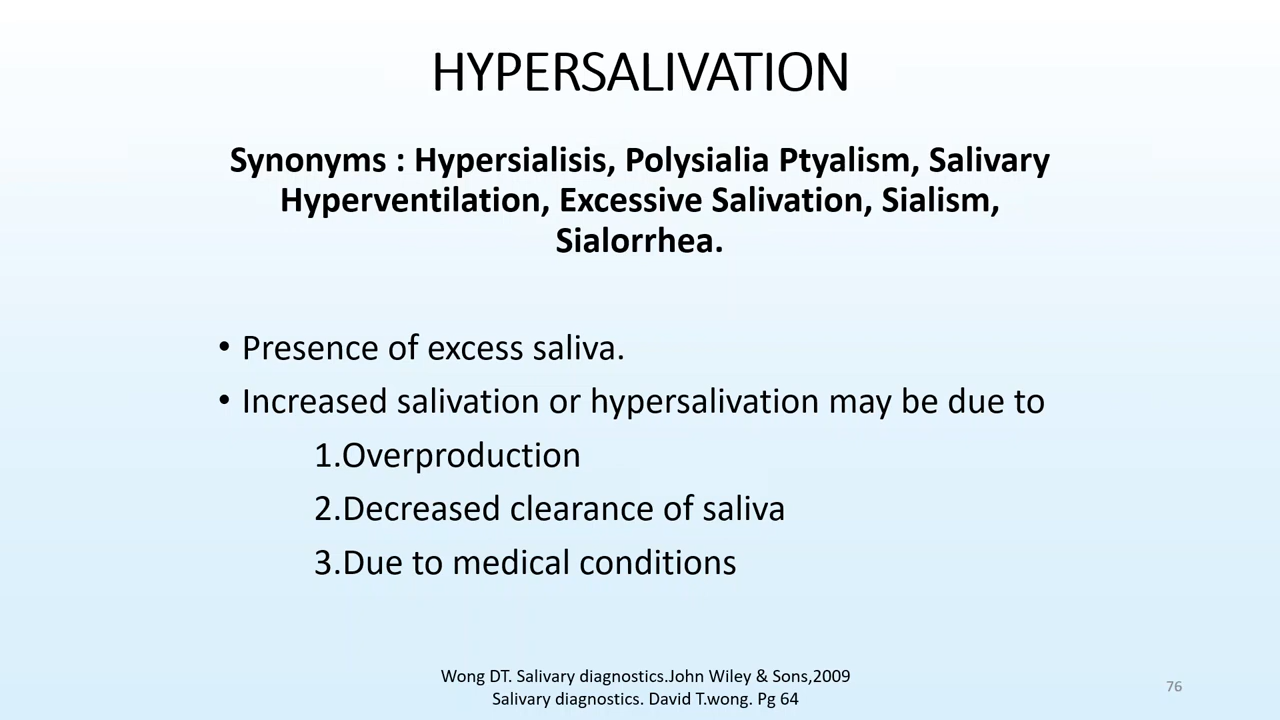 HYPERSALIVATION
Synonyms : Hypersialisis, Polysialia Ptyalism, Salivary
Hyperventilation, Excessive Salivation, Sialism,
Sialorrhea.
• Presence of excess saliva.
• Increased salivation or hypersalivation may be due to
1.Overproduction
2.Decreased clearance of saliva
3.Due to medical conditions
Wong DT. Salivary diagnostics.John Wiley & Sons,2009
Salivary diagnostics. David T.wong. Pg 64
76